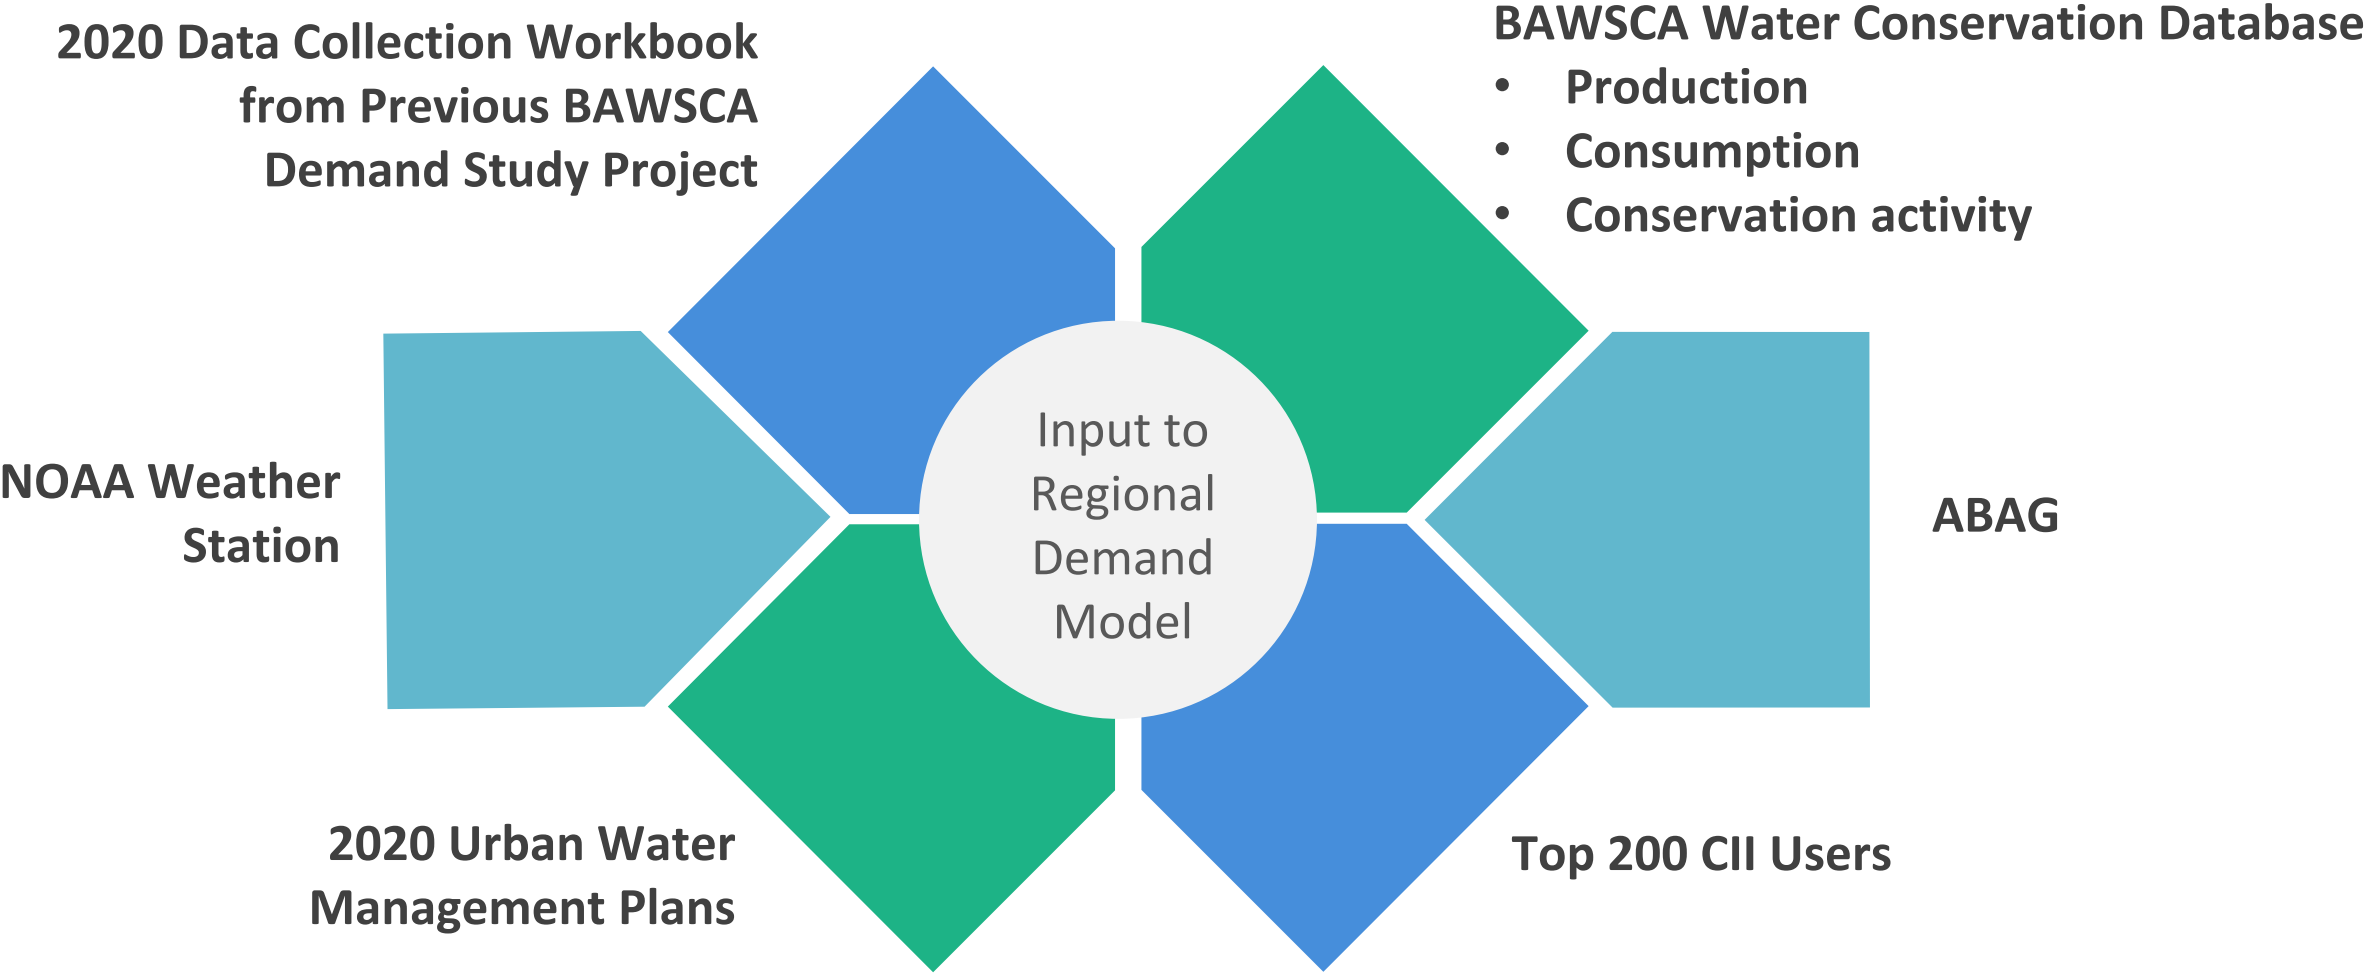 2020 Data Collection Workbook
from Previous BAWSCA
Demand Study Project
BAWSCA Water Conservation Database
• Production
• Consumption
• Conservation activity
NOAA Weather
Station
Input to
Regional
Demand
Model
ABAG
2020 Urban Water
Management Plans
Top 200 CII Users